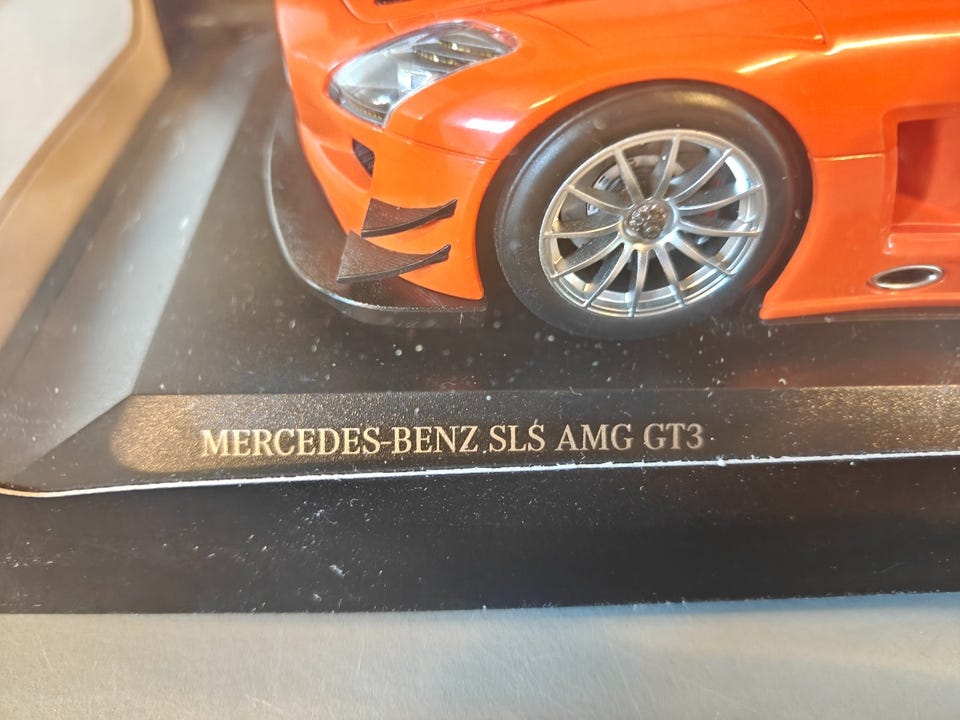 MERCEDES-BENZ SLS AMG GT3